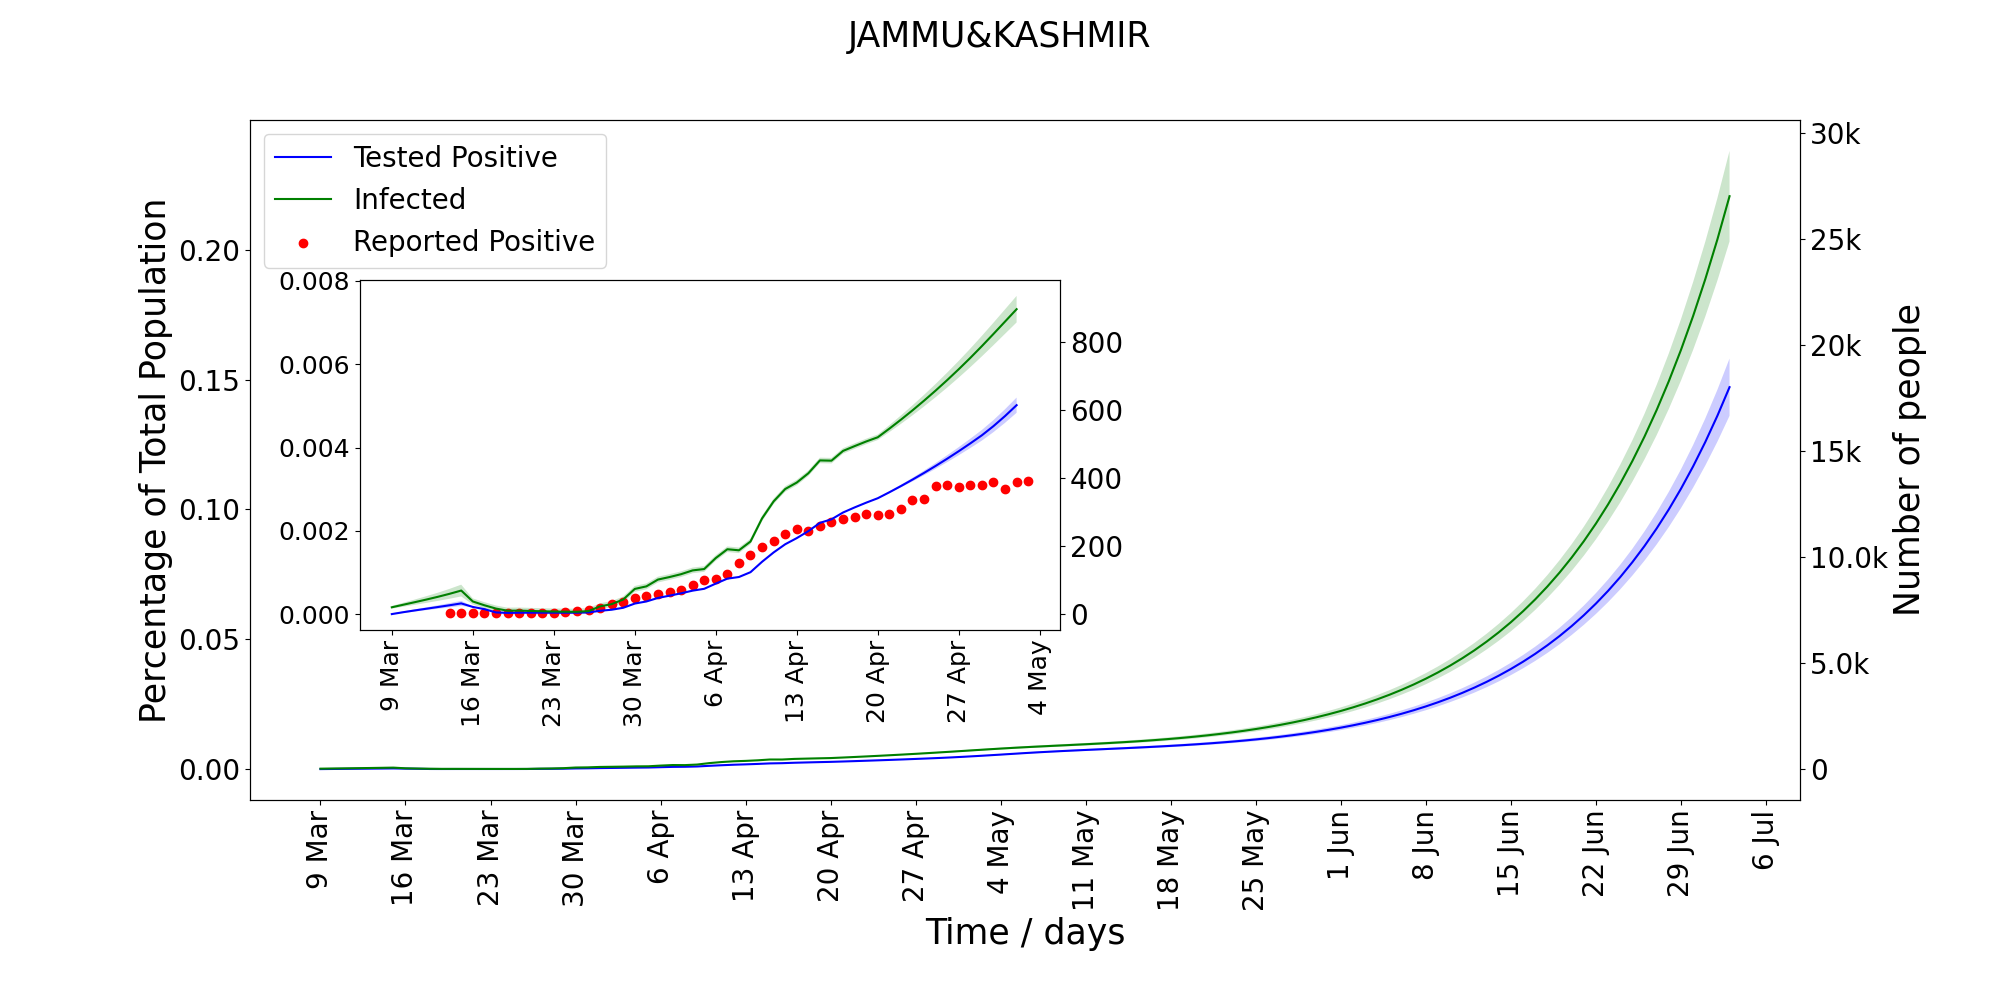 JAMMU&KASHMIR
Tested Positive
Infected
Reported Positive
Percentage of Total Population
0.20
0.15
0.10
0.05
0.00
30k
25k
20k
15k
10.0k
5.0k
0
Number of people
0.008
0.006
0.004
0.002
0.000
800
600
400
200
0
9 Mar
16 Mar
23 Mar
30 Mar
6 Apr
13 Apr
20 Apr
27 Apr
4 May
9 Mar
16 Mar
23 Mar
30 Mar
6 Apr
13 Apr
20 Apr
27 Apr
4 May
11 May
18 May
25 May
1 Jun
8 Jun
15 Jun
22 Jun
29 Jun
6 Jul
Time / days